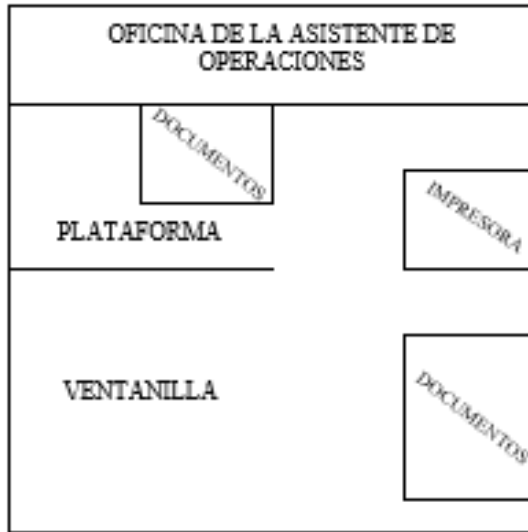 OFICINA DE LA ASISTENTE DE
OPERACIONES
DOCUMENTOS
IMPRESORA
PLATAFORMA
VENTANILLA
DOCUMENTOS